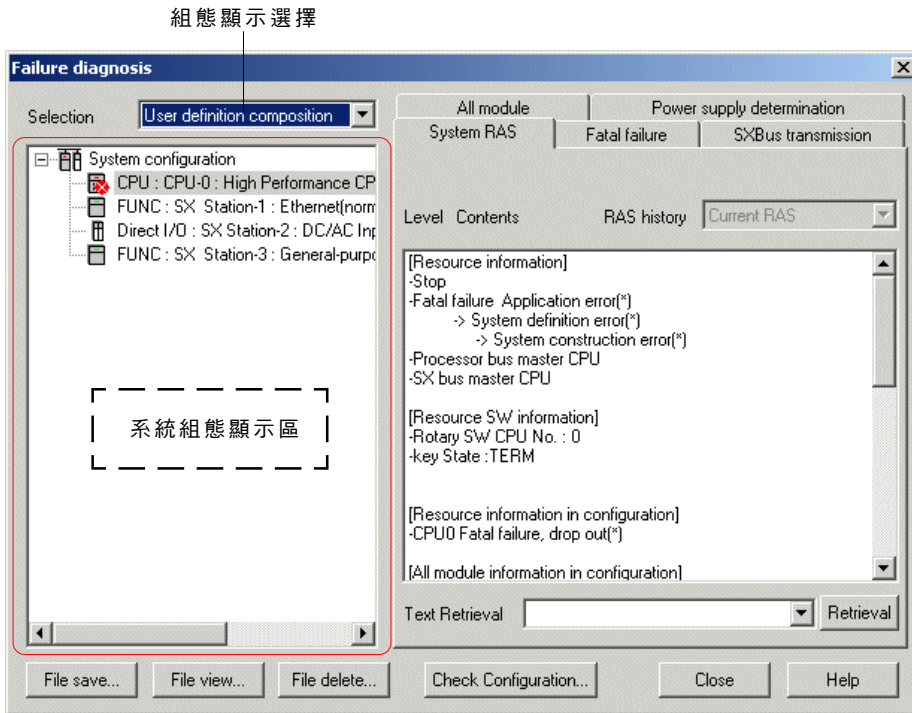 組態顯示選擇
Failure diagnosis
Selection
User definition composition
System configuration
CPU : CPU-0 : High Performance CP
FUNC : SX Station-1 : Ethernet(norm
Direct I/O : SX Station-2 : DC/AC Inp
FUNC : SX Station-3 : General-purpo
系統組態顯示區
All module
Power supply determination
System RAS
Fatal failure
SXBus transmission
Level Contents
RAS history
Current RAS
[Resource information]
-Stop
-Fatal failure Application error(*)
-> System definition error(*)
-> System construction error(*)
-Processor bus master CPU
-SX bus master CPU
[Resource SW information]
-Rotary SW CPU No. : 0
-key State :TERM
[Resource information in configuration]
-CPU0 Fatal failure, drop out(*)
[All module information in configuration]
Text Retrieval
Retrieval
File save...
File view...
File delete...
Check Configuration...
Close
Help